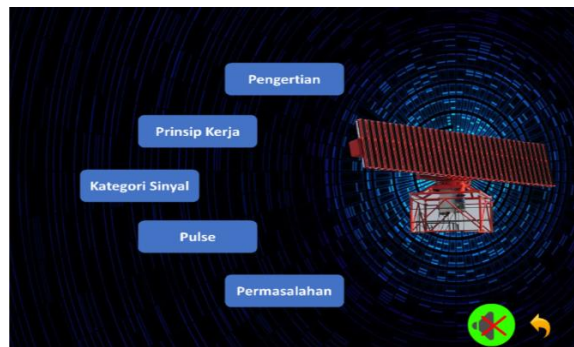 Pengertian
Prinsip Kerja
Kategori Sinyal
Pulse
Permasalahan